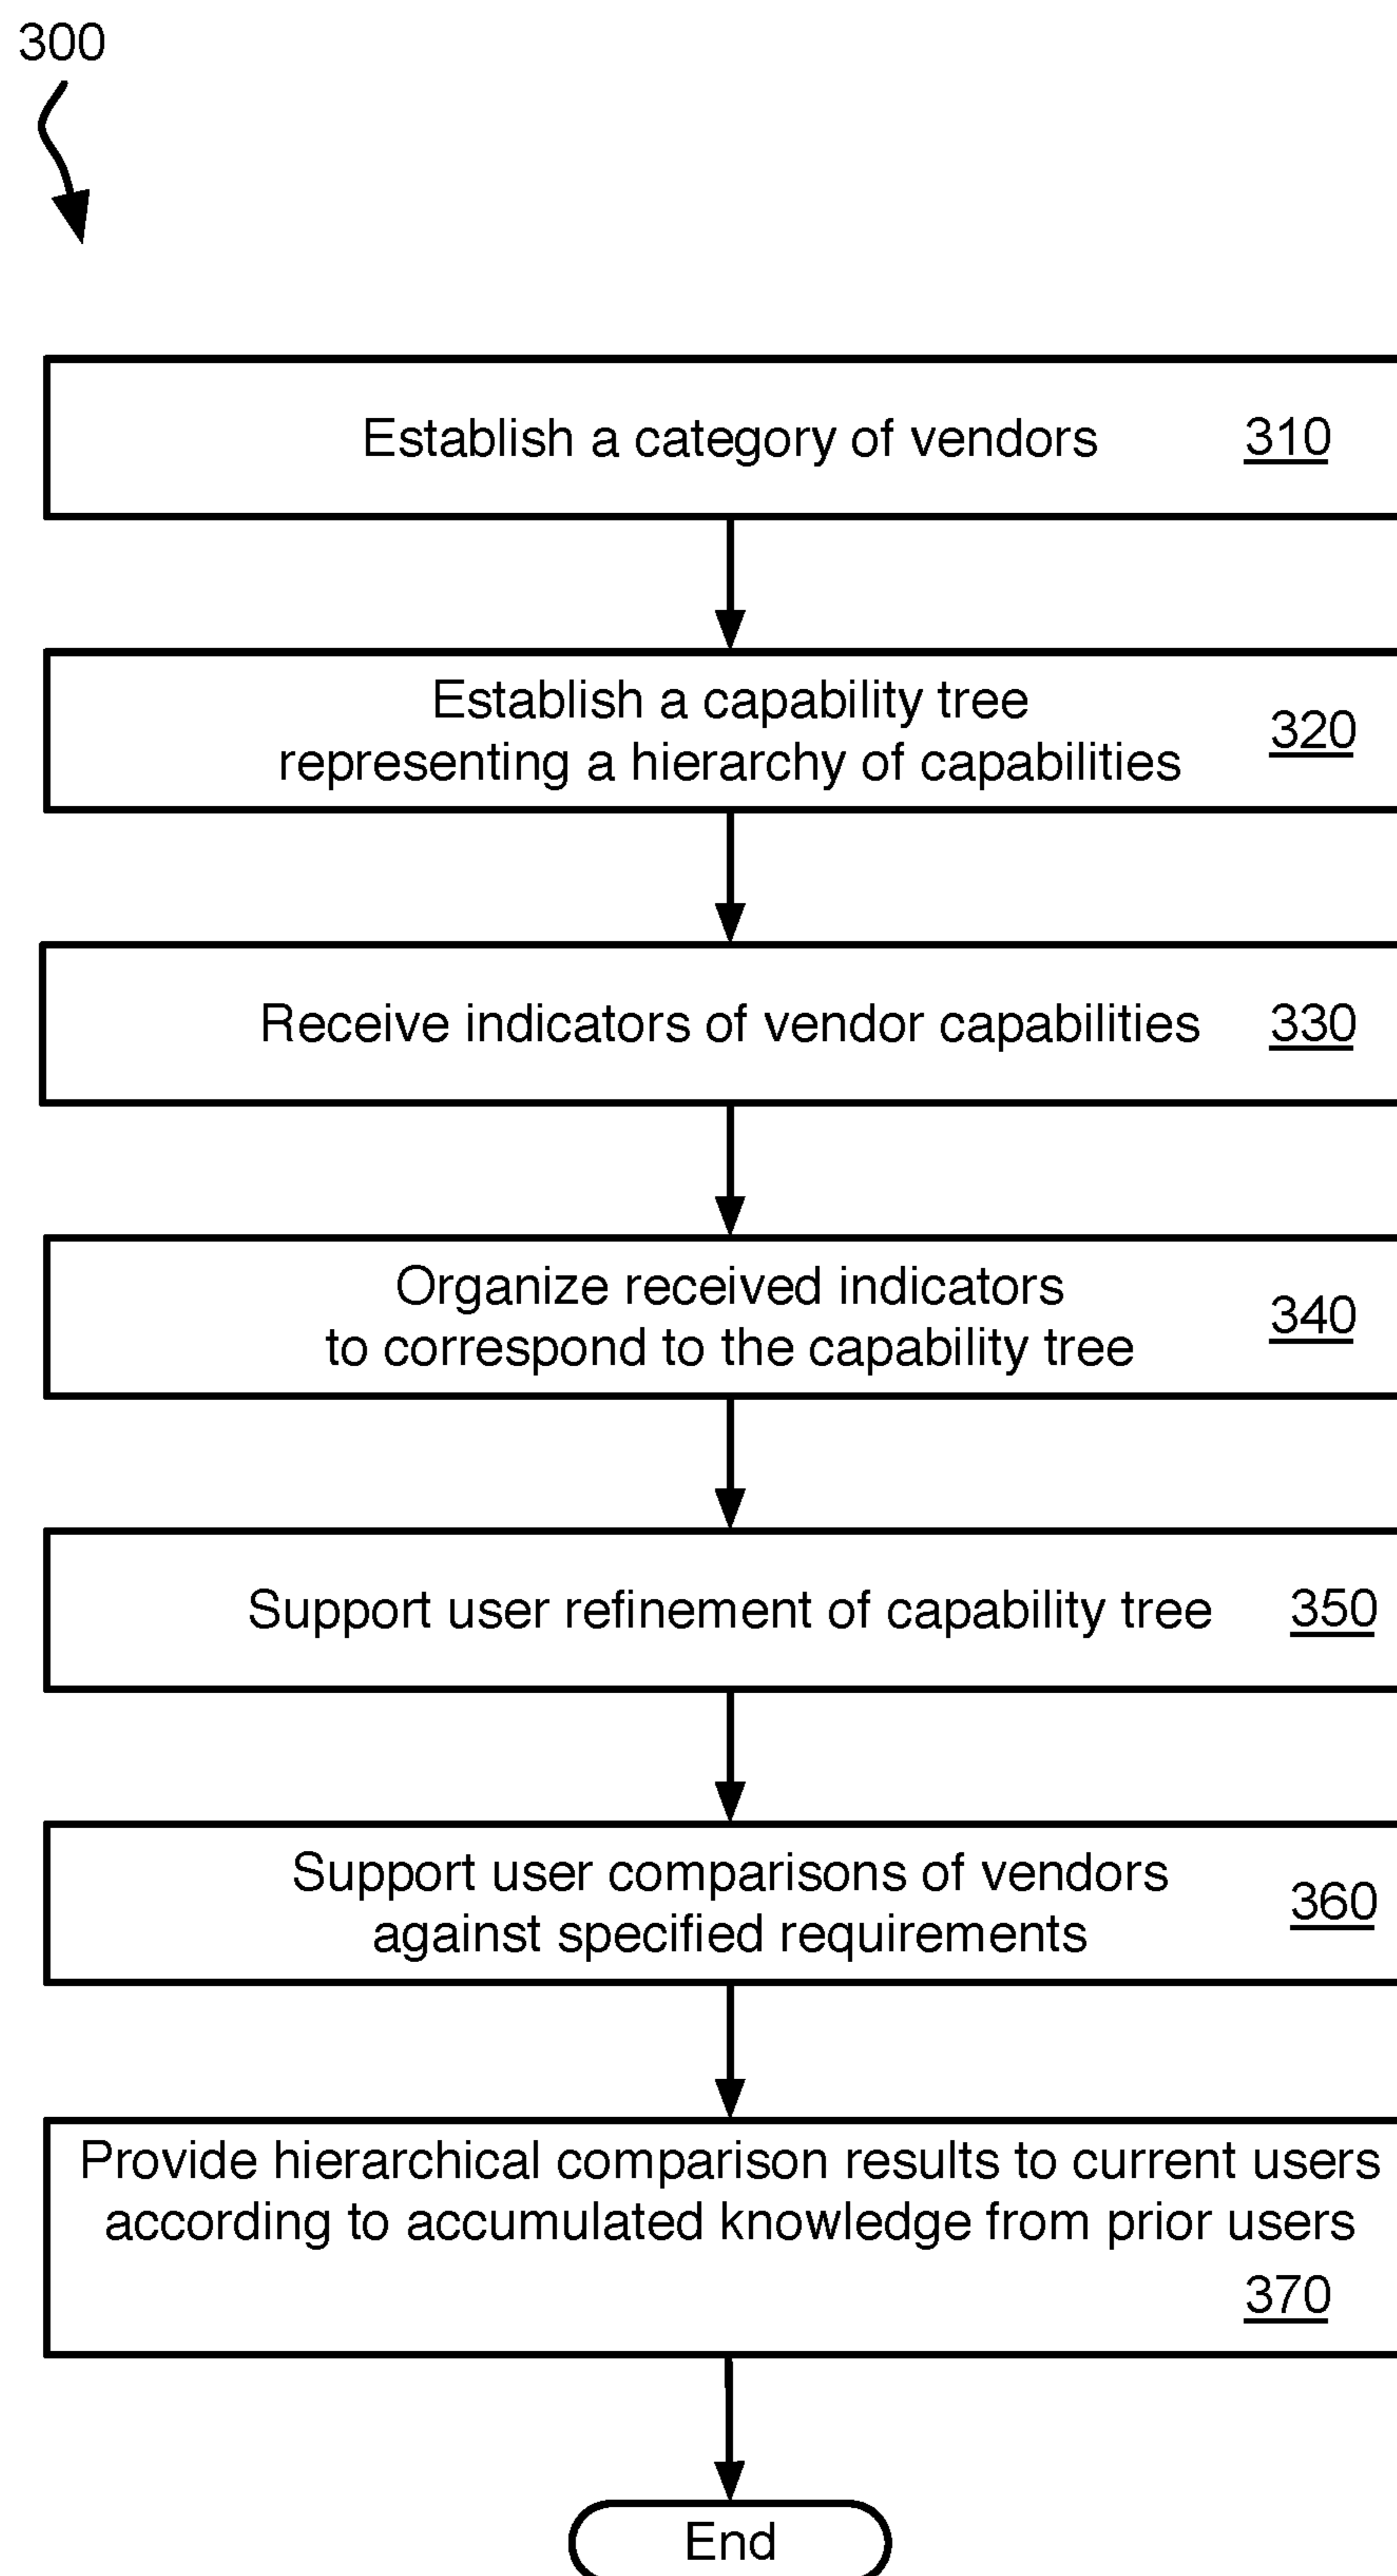 300
Establish a category of vendors 310
Establish a capability tree
representing a hierarchy of capabilities 320
Receive indicators of vendor capabilities 330
Organize received indicators
to correspond to the capability tree 340
Support user refinement of capability tree 350
Support user comparisons of vendors
against specified requirements 360
Provide hierarchical comparison results to current users
according to accumulated knowledge from prior users
370
End